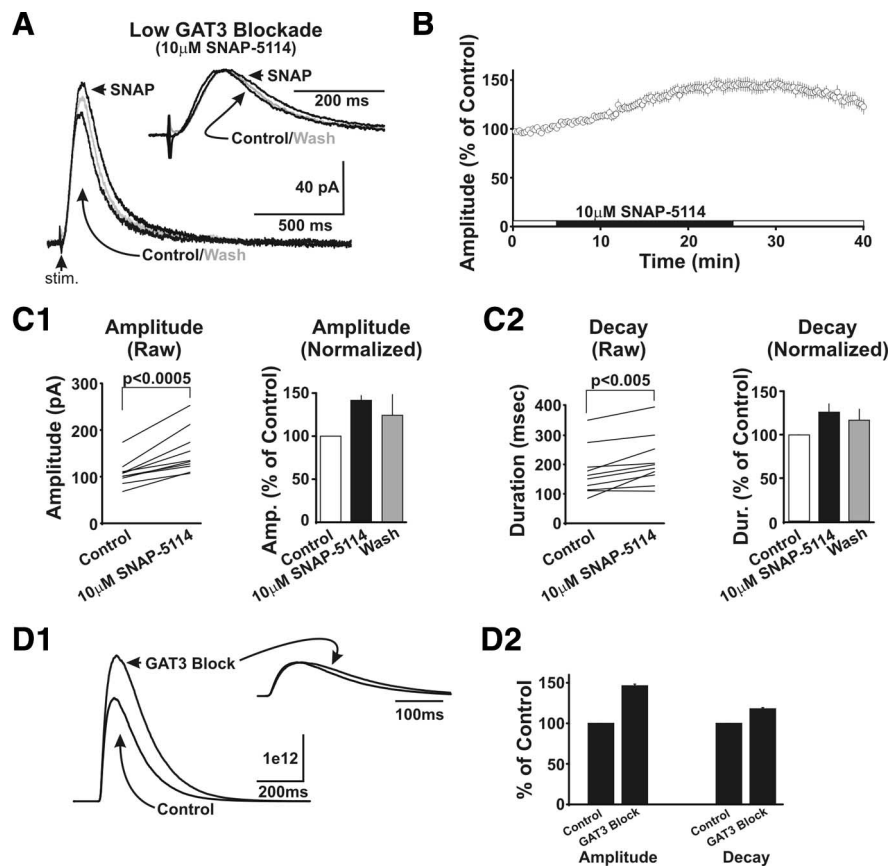 A
Low GAT3 Blockade
(10μM SNAP-5114)
SNAP
SNAP
200 ms
Control/Wash
40 pA
500 ms
Control/Wash
stim.
B
Amplitude (% of Control)
150
100
50
0
10μM SNAP-5114
0
10
20
30
40
Time (min)
C1
Amplitude
(Raw)
p<0.0005
Amplitude (pA)
300
200
100
0
Control
10μM SNAP-5114
Amplitude
(Normalized)
Amp. (% of Control)
150
100
50
0
Control
10μM SNAP-5114
Wash
C2
Decay
(Raw)
p<0.005
Duration (msec)
400
300
200
100
0
Control
10μM SNAP-5114
Decay
(Normalized)
Dur. (% of Control)
150
100
50
0
Control
10μM SNAP-5114
Wash
D1
GAT3 Block
100ms
1e12
200ms
Control
D2
% of Control
150
100
50
0
Control
GAT3 Block
Control
GAT3 Block
Amplitude
Decay